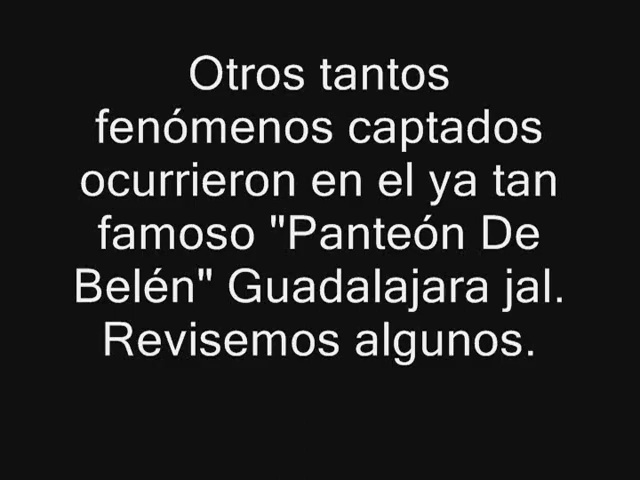 Otros tantos
fenómenos captados
ocurrieron en el ya tan
famoso "Panteón De
Belén" Guadalajara jal.
Revisemos algunos.